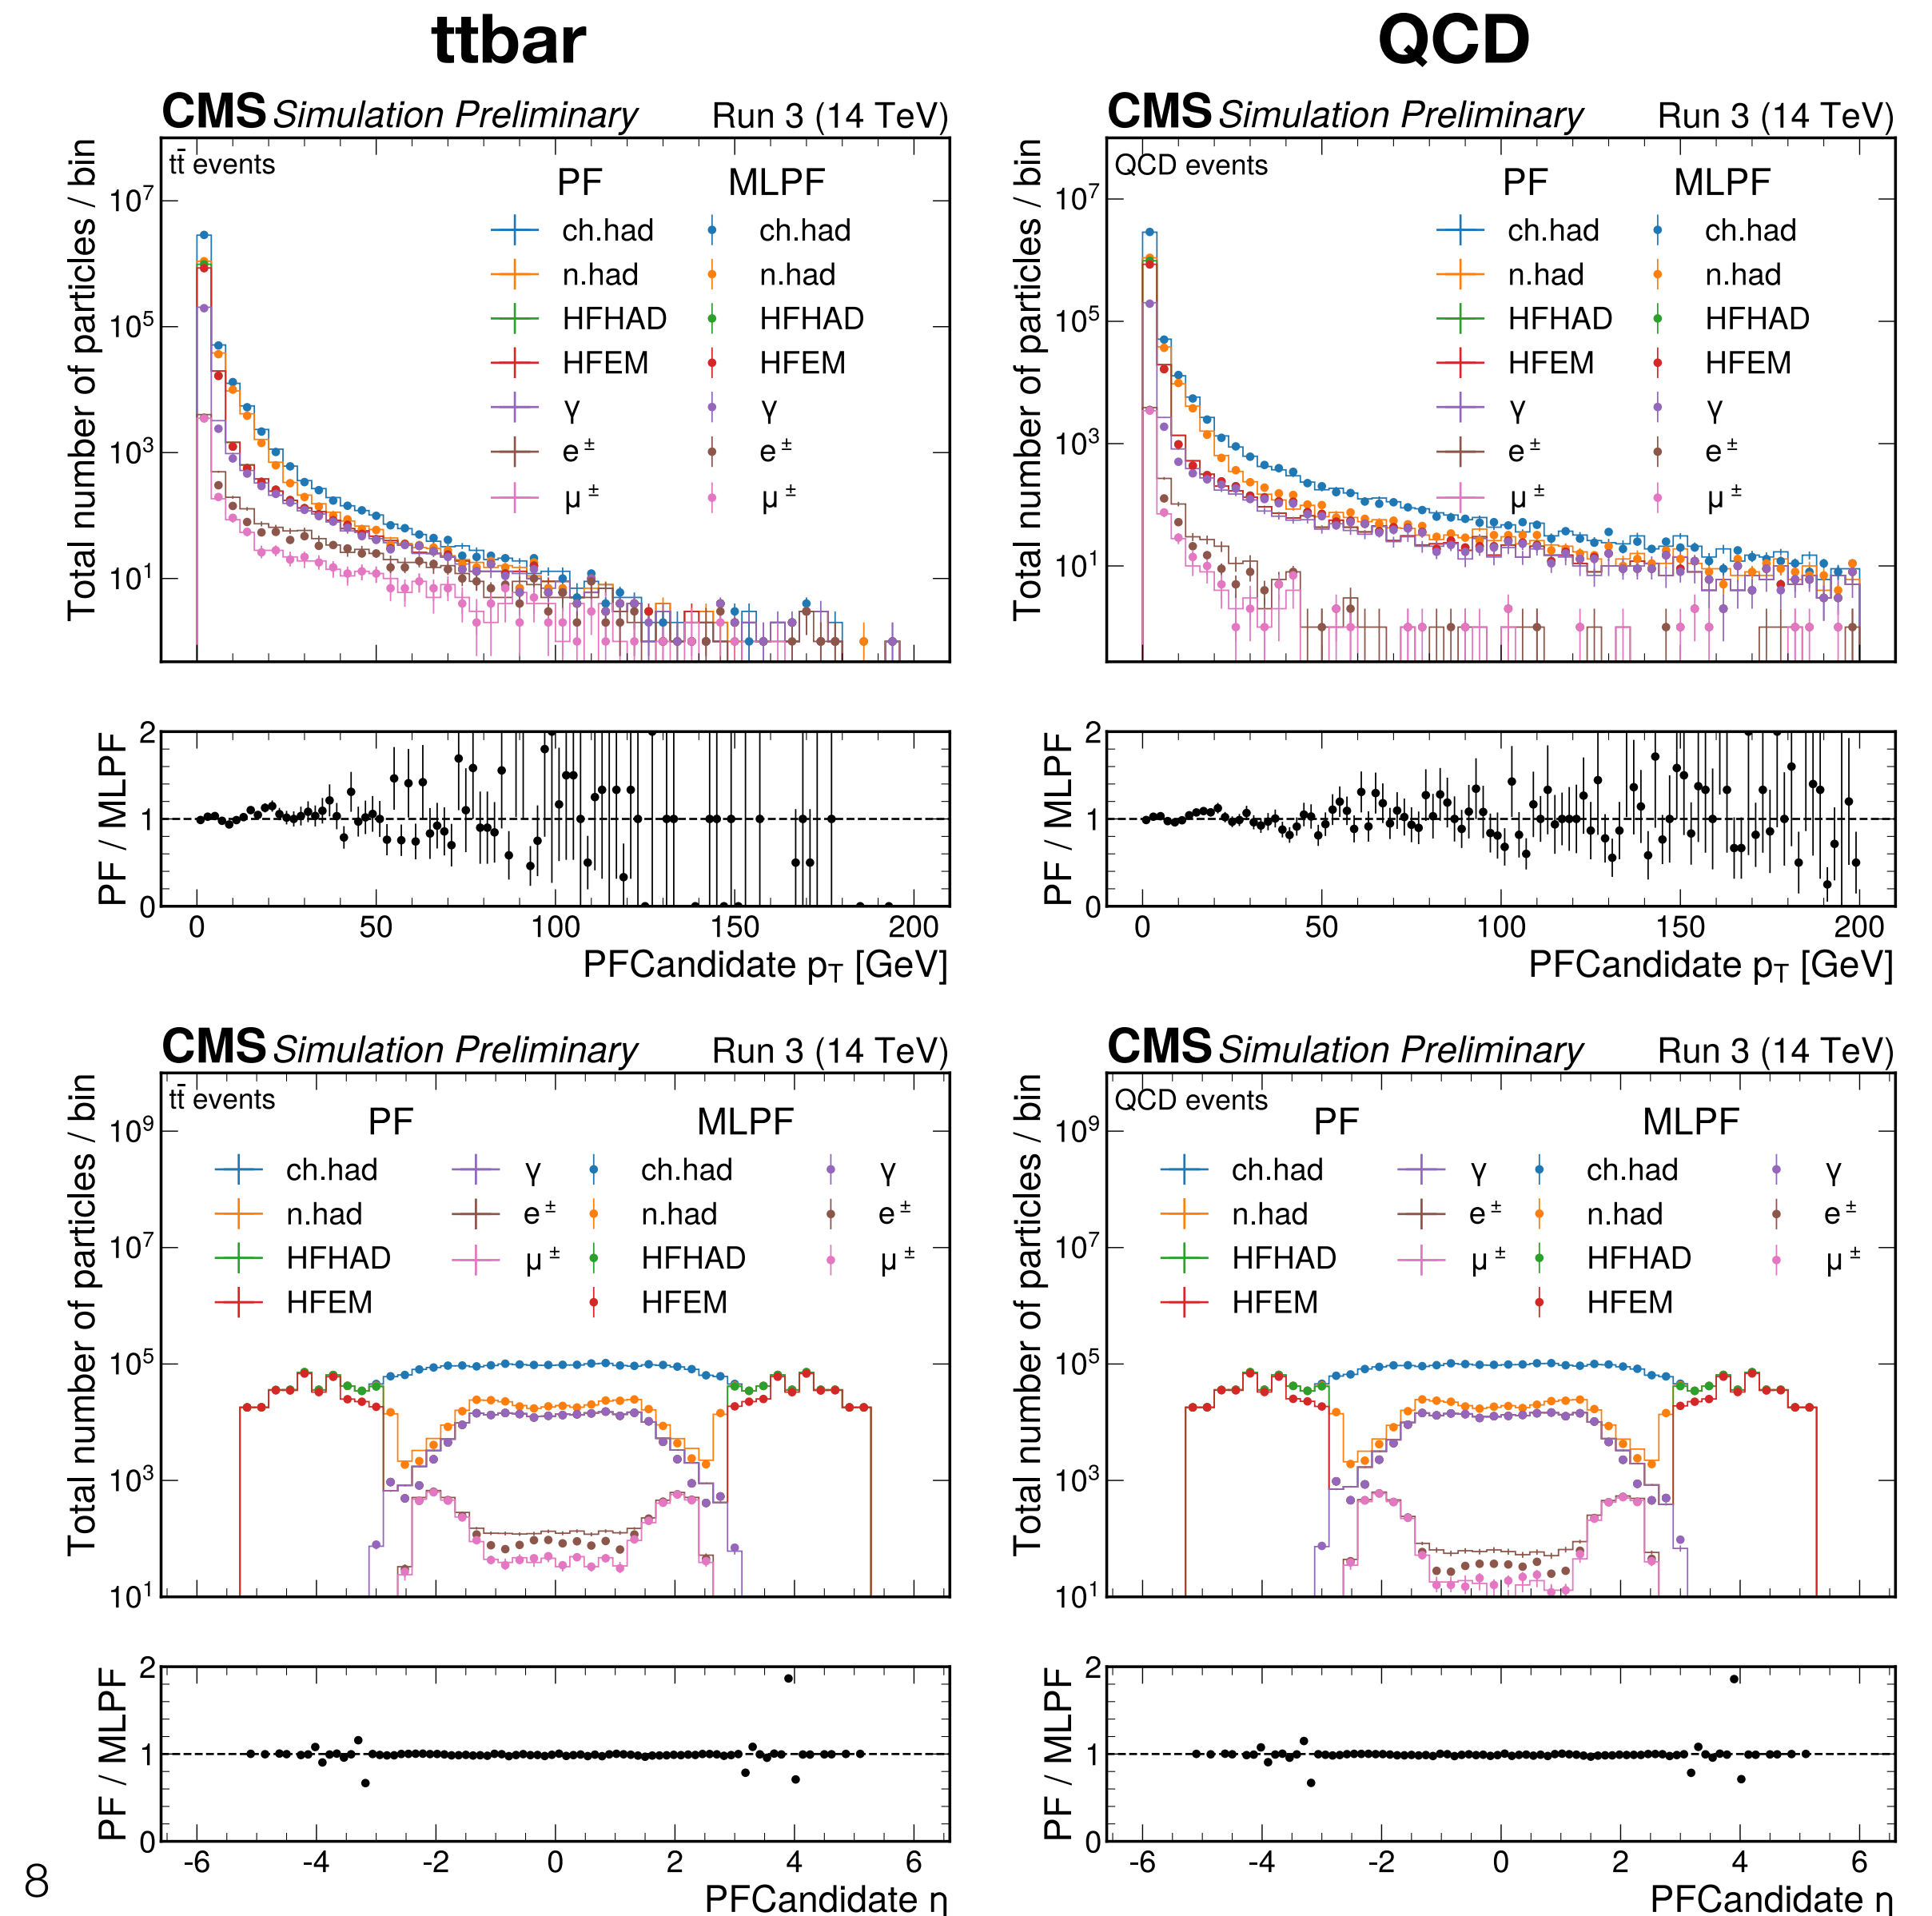 ttbar QCD
CMS Simulation Preliminary Run 3 (14 TeV)
tt̄ events
PF MLPF
ch.had ch.had
n.had n.had
HFHAD HFHAD
HFEM HFEM
γ γ
e± e±
μ± μ±
Total number of particles / bin
10⁷
10⁵
10³
10¹
PF / MLPF
2
1
0
0 50 100 150 200
PFCandidate pT [GeV]
CMS Simulation Preliminary Run 3 (14 TeV)
QCD events
PF MLPF
ch.had ch.had
n.had n.had
HFHAD HFHAD
HFEM HFEM
γ γ
e± e±
μ± μ±
Total number of particles / bin
10⁷
10⁵
10³
10¹
PF / MLPF
2
1
0
0 50 100 150 200
PFCandidate pT [GeV]
CMS Simulation Preliminary Run 3 (14 TeV)
tt̄ events
PF MLPF
ch.had γ ch.had γ
n.had e± n.had e±
HFHAD μ± HFHAD μ±
HFEM HFEM
Total number of particles / bin
10⁹
10⁷
10⁵
10³
10¹
PF / MLPF
2
1
0
-6 -4 -2 0 2 4 6
PFCandidate η
CMS Simulation Preliminary Run 3 (14 TeV)
QCD events
PF MLPF
ch.had γ ch.had γ
n.had e± n.had e±
HFHAD μ± HFHAD μ±
HFEM HFEM
Total number of particles / bin
10⁹
10⁷
10⁵
10³
10¹
PF / MLPF
2
1
0
-6 -4 -2 0 2 4 6
PFCandidate η
8